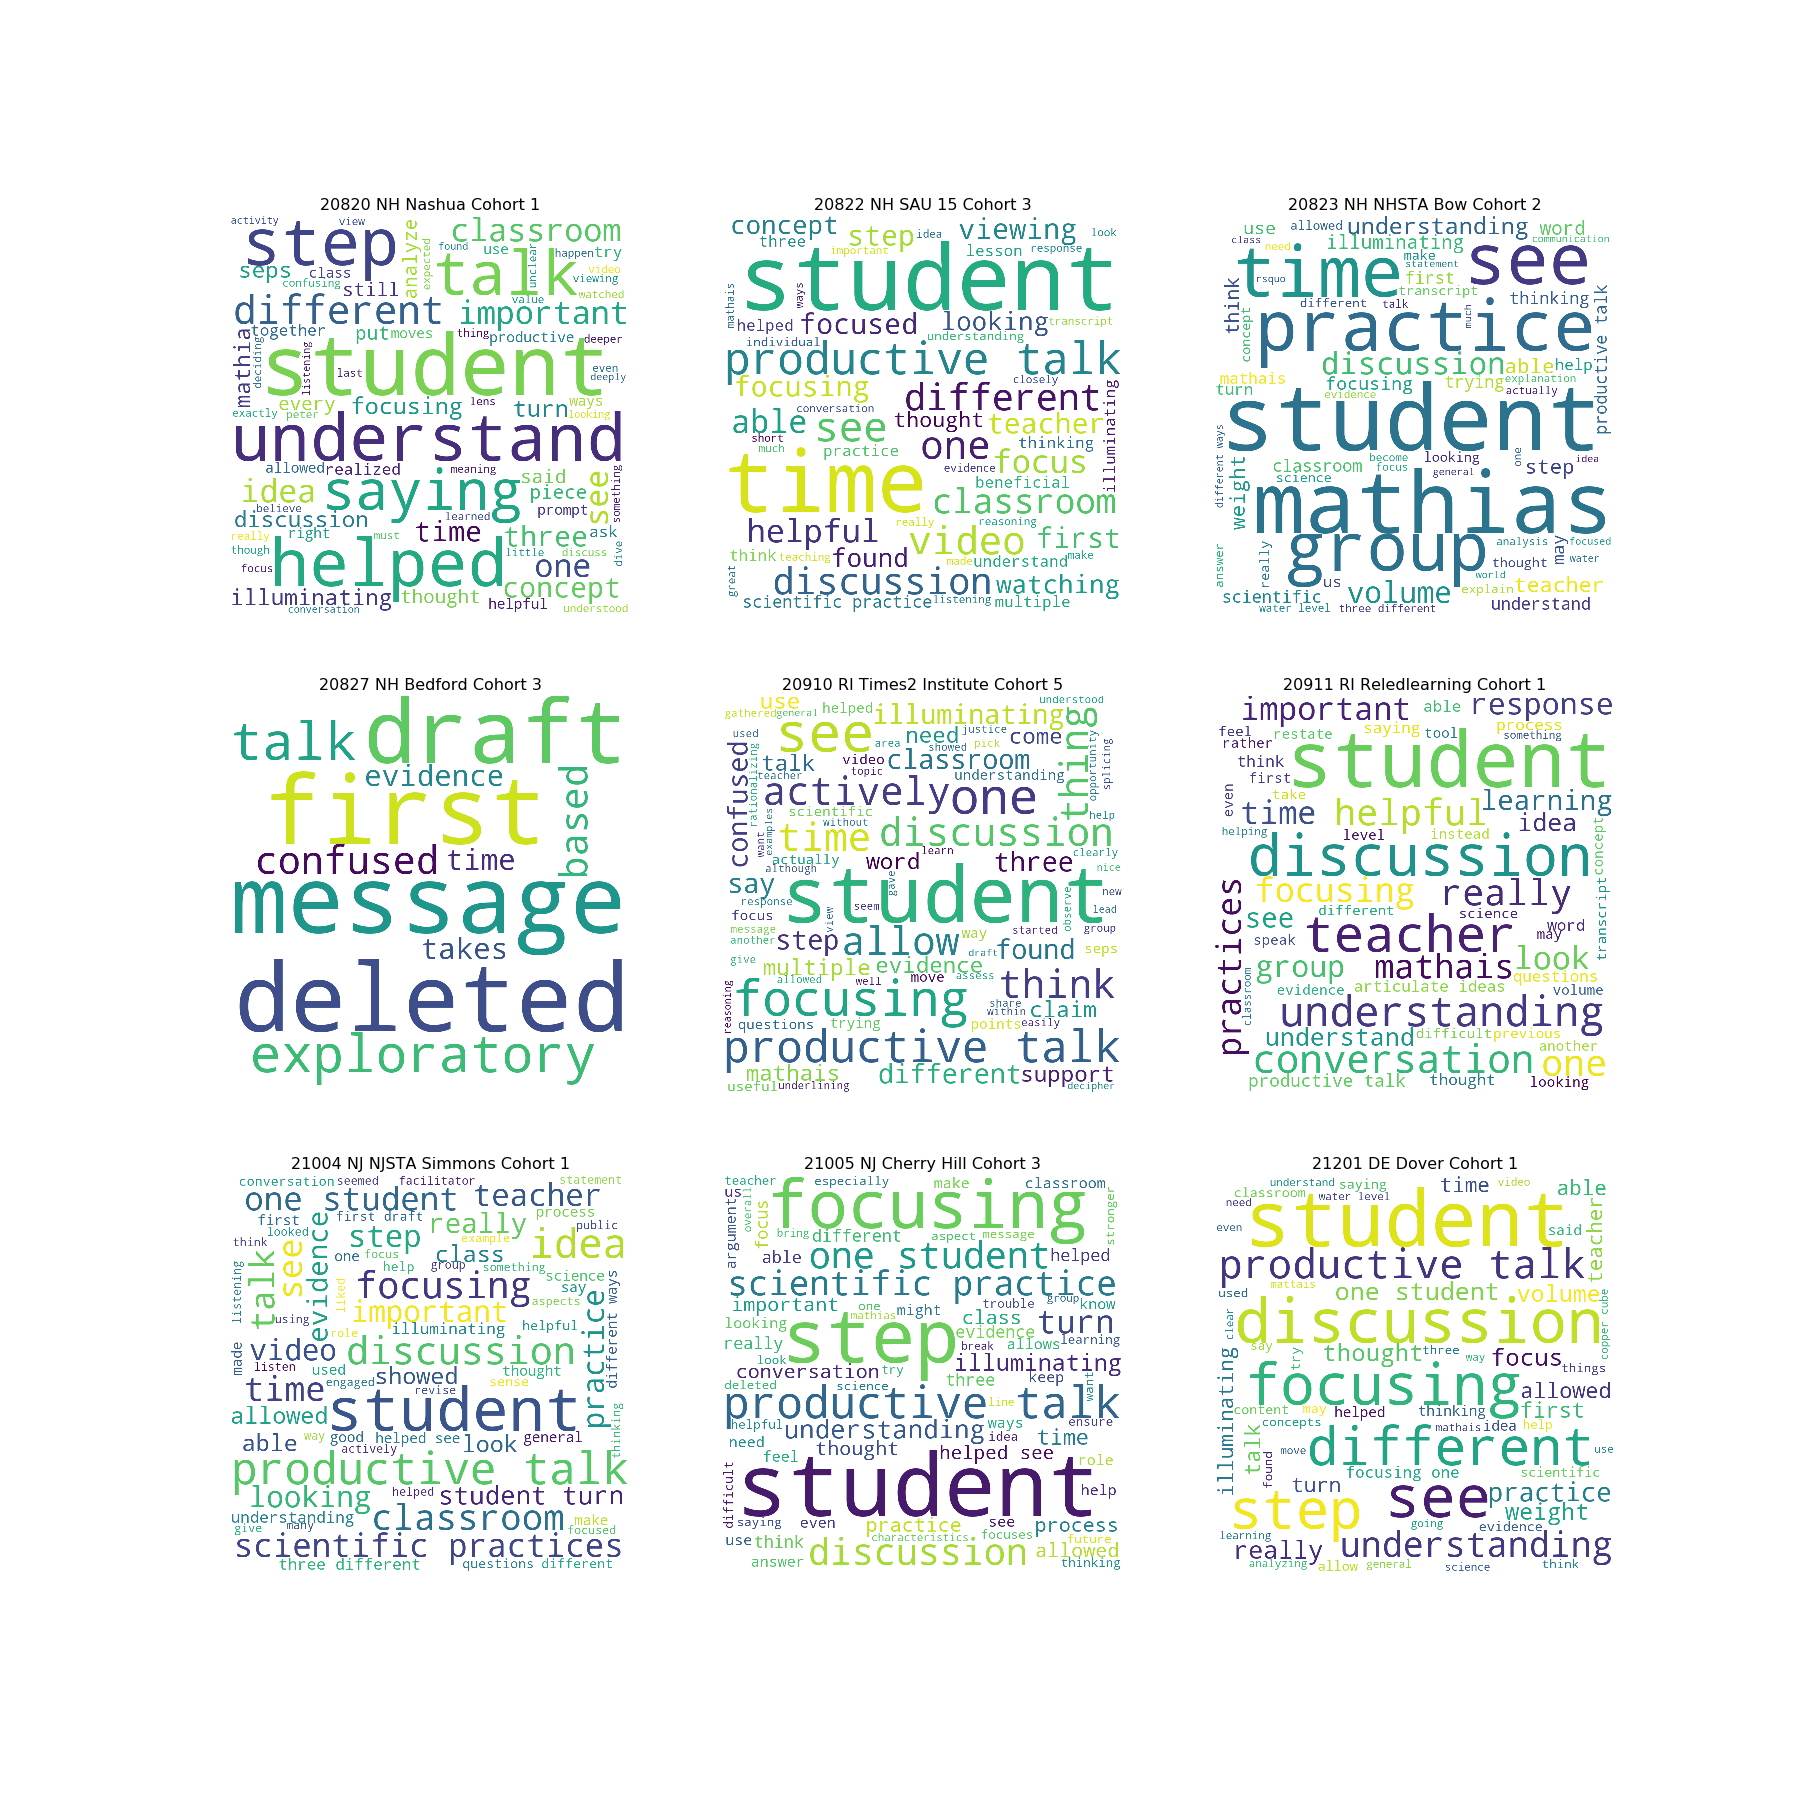 20820 NH Nashua Cohort 1
activity view
step classroom
analyze expected found use unclear happen try
talk video
seps class viewing
confusing still watched
different value important
mathia together put moves thing productive deeper
deciding student even
listening last deeply
every lens ways
exactly peter focusing turn looking
understand
allowed realized meaning said something
idea saying piece see
believe prompt
discussion learned time three ask
really right must
though helped little discuss dive
focus one
illuminating thought concept
conversation helpful understood
20822 NH SAU 15 Cohort 3
concept step idea viewing look
three important lesson response
student
mathais ways
helped focused looking transcript
individual understanding
productive talk
focusing closely different illuminating
conversation
able see thought teacher
short one thinking
much practice
time evidence focus
beneficial
classroom
helpful really reasoning
video first
think teaching found made understand make
great discussion watching
scientific practice listening multiple
20823 NH NHSTA Bow Cohort 2
use allowed understanding word
class need illuminating communication
time make see
rsquo statement
first
transcript
think different talk thinking
concept practice much productive talk
discussion able help
mathais focusing trying explanation
turn evidence actually
student
different ways become looking one
classroom focus general step idea
science
weight mathias
group analysis may focused
answer really thought water
us world
scientific volume explain teacher
water level three different understand
20827 NH Bedford Cohort 3
talk draft
evidence
first based
confused time
message
takes
deleted
exploratory
20910 RI Times2 Institute Cohort 5
use understood
gathered general helped illuminating thing
used see need justice come
area showed pick
confused talk video classroom opportunity splicing
rationalizing teacher topic understanding
actively one
scientific help
want examples time without discussion
actually learn clearly
although word three
say gave nice
response student new
focus view seem observe lead
message started group
another step allow way found seps
give draft
multiple evidence think
allowed well move assess
reasoning focusing share
within claim
questions trying points easily
productive talk
mathais different support
useful underlining decipher
20911 RI Reledlearning Cohort 1
important able response
feel saying process
rather restate tool something
think student
first
even take learning
time helpful idea
helping level instead
discussion concept
focusing really transcript
practices see different science word
speak teacher may
group mathais look
evidence articulate ideas questions
classroom understanding volume
understand difficult previous
another
conversation one
productive talk thought looking
21004 NJ NJSTA Simmons Cohort 1
conversation seemed facilitator statement
one student teacher
first first draft really process
looked step example public
think see evidence one class idea
talk focus
help group something science
listening focusing say
liked important aspects practice different ways
using role illuminating helpful
made video discussion
listen used showed thought
time engaged revise sense
allowed student thinking
able way good helped see look general
actively
productive talk
looking helped student turn
understanding classroom make
give many focused
scientific practices
three different questions different
21005 NJ Cherry Hill Cohort 3
teacher especially make classroom
us focusing
argument overall focus stronger
bring different aspect message
able one student helped
scientific practice
important one might trouble group know
looking mathias class turn
really step evidence
break allows learning
look illuminating
conversation try three keep
deleted science want
productive talk line
helpful understanding ways ensure
need thought idea time
feel helped see role
difficult student help
saying even practice see process
use think characteristics focuses future
answer discussion allowed
thinking
21201 DE Dover Cohort 1
understand saying time video able
classroom water level
need student
even said teacher
productive talk
mattais
used one student volume
discussion copper cube
illuminating clear say
try thought three way focus things
focusing allowed
content may helped thinking first
concepts mathais idea help
talk move different use
found focusing one scientific
turn
step see practice
weight
going evidence
learning really understanding
analyzing allow general science think